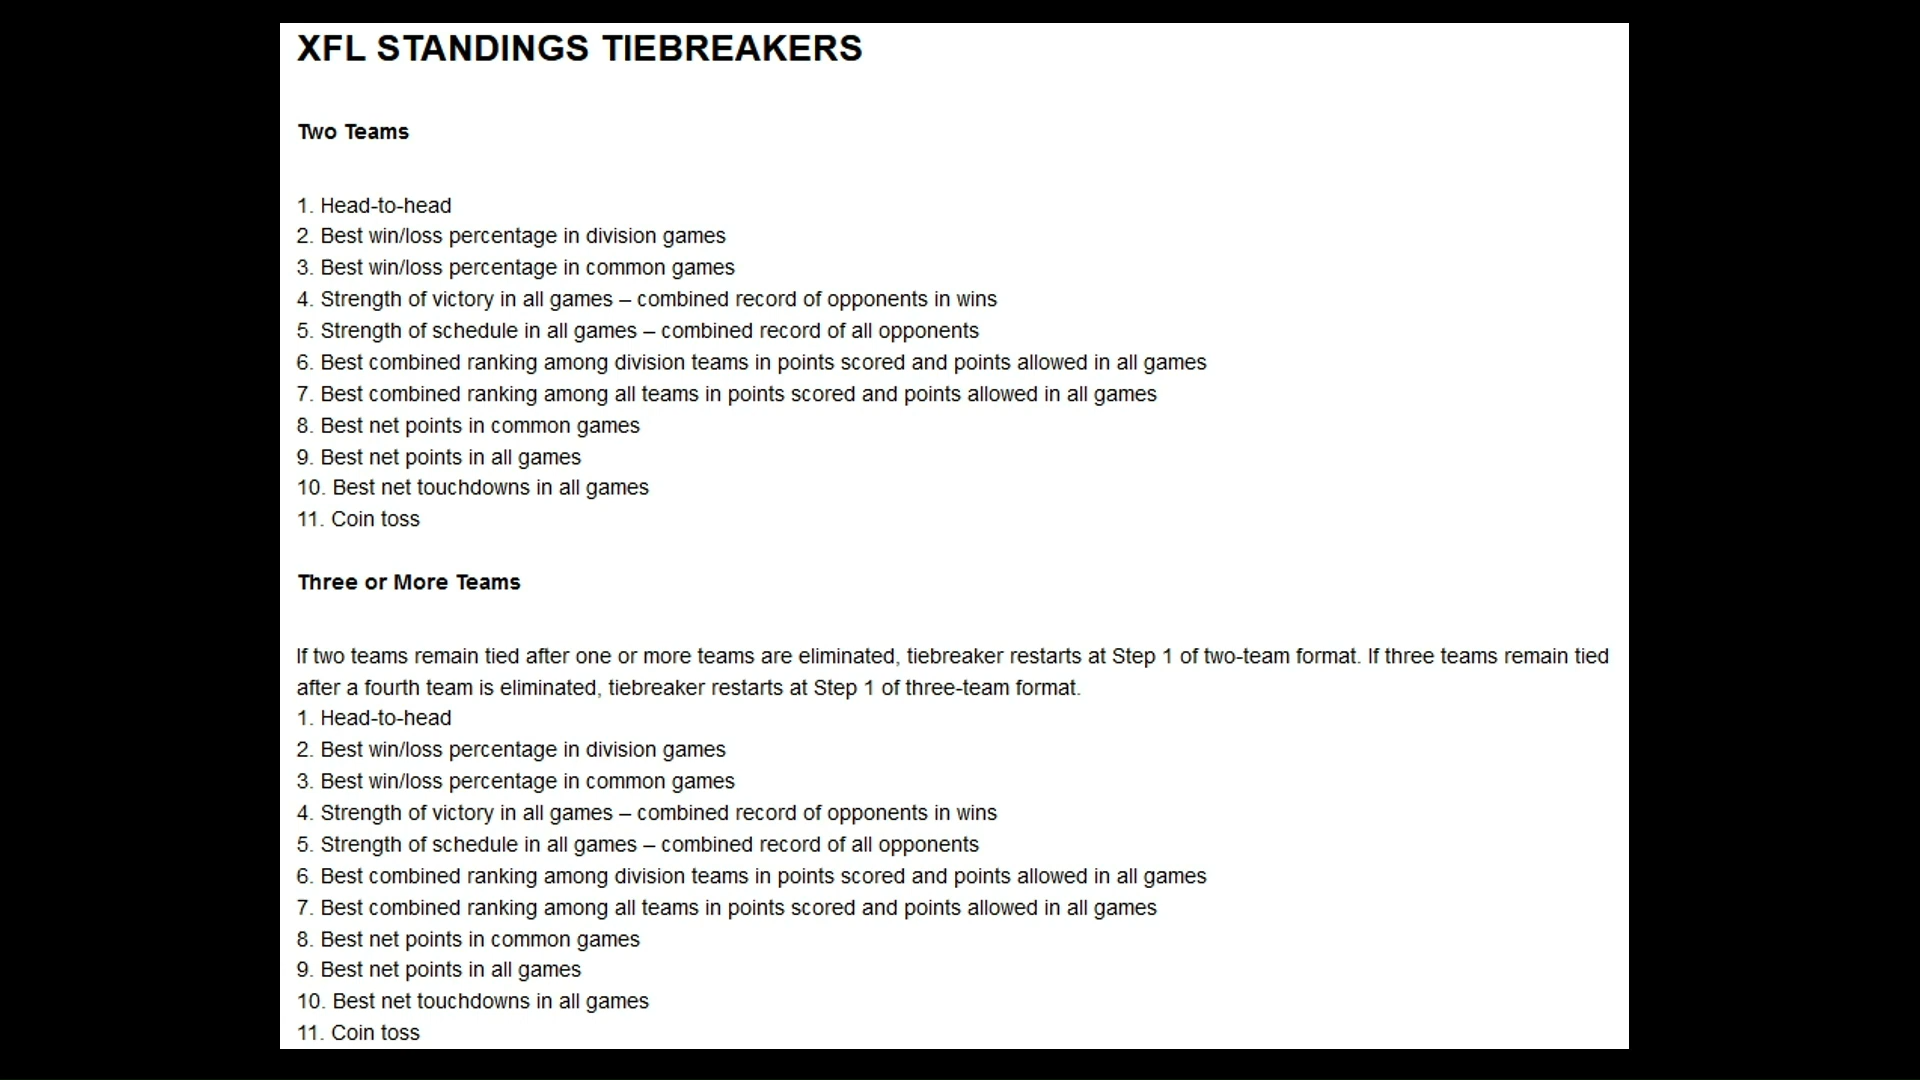 XFL STANDINGS TIEBREAKERS
Two Teams
1. Head-to-head
2. Best win/loss percentage in division games
3. Best win/loss percentage in common games
4. Strength of victory in all games – combined record of opponents in wins
5. Strength of schedule in all games – combined record of all opponents
6. Best combined ranking among division teams in points scored and points allowed in all games
7. Best combined ranking among all teams in points scored and points allowed in all games
8. Best net points in common games
9. Best net points in all games
10. Best net touchdowns in all games
11. Coin toss
Three or More Teams
If two teams remain tied after one or more teams are eliminated, tiebreaker restarts at Step 1 of two-team format. If three teams remain tied
after a fourth team is eliminated, tiebreaker restarts at Step 1 of three-team format.
1. Head-to-head
2. Best win/loss percentage in division games
3. Best win/loss percentage in common games
4. Strength of victory in all games – combined record of opponents in wins
5. Strength of schedule in all games – combined record of all opponents
6. Best combined ranking among division teams in points scored and points allowed in all games
7. Best combined ranking among all teams in points scored and points allowed in all games
8. Best net points in common games
9. Best net points in all games
10. Best net touchdowns in all games
11. Coin toss